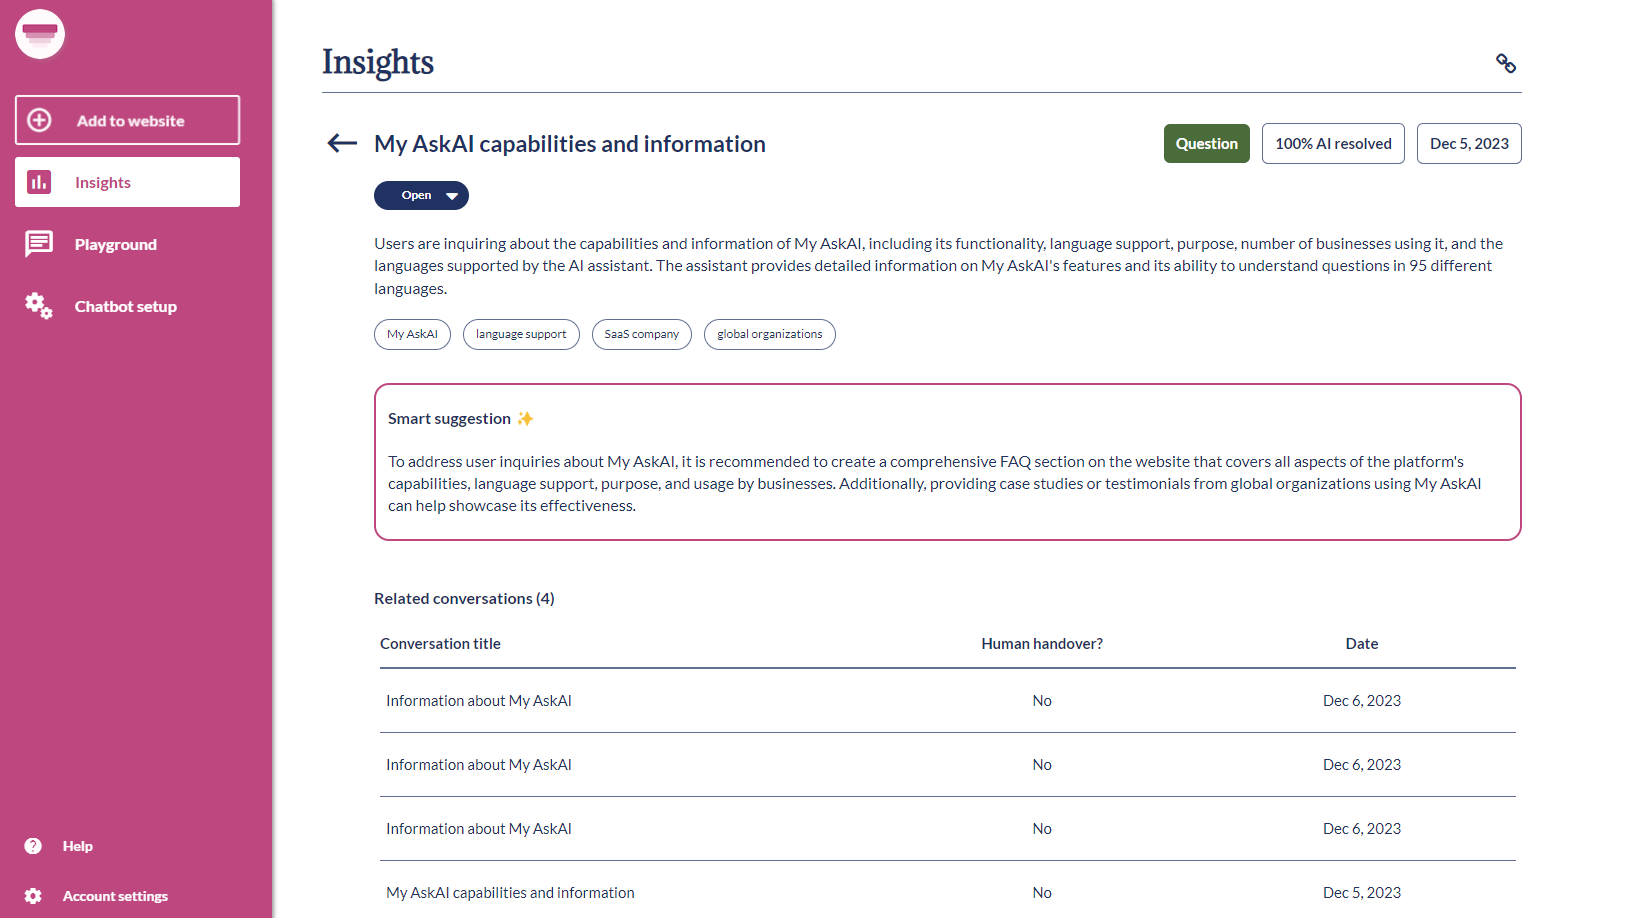 Add to website
Insights
Playground
Chatbot setup
Help
Account settings
Insights
My AskAI capabilities and information
Question
100% AI resolved
Dec 5, 2023
Open
Users are inquiring about the capabilities and information of My AskAI, including its functionality, language support, purpose, number of businesses using it, and the
languages supported by the AI assistant. The assistant provides detailed information on My AskAI's features and its ability to understand questions in 95 different
languages.
My AskAI
language support
SaaS company
global organizations
Smart suggestion ✨
To address user inquiries about My AskAI, it is recommended to create a comprehensive FAQ section on the website that covers all aspects of the platform's
capabilities, language support, purpose, and usage by businesses. Additionally, providing case studies or testimonials from global organizations using My AskAI
can help showcase its effectiveness.
Related conversations (4)
Conversation title Human handover? Date
Information about My AskAI No Dec 6, 2023
Information about My AskAI No Dec 6, 2023
Information about My AskAI No Dec 6, 2023
My AskAI capabilities and information No Dec 5, 2023